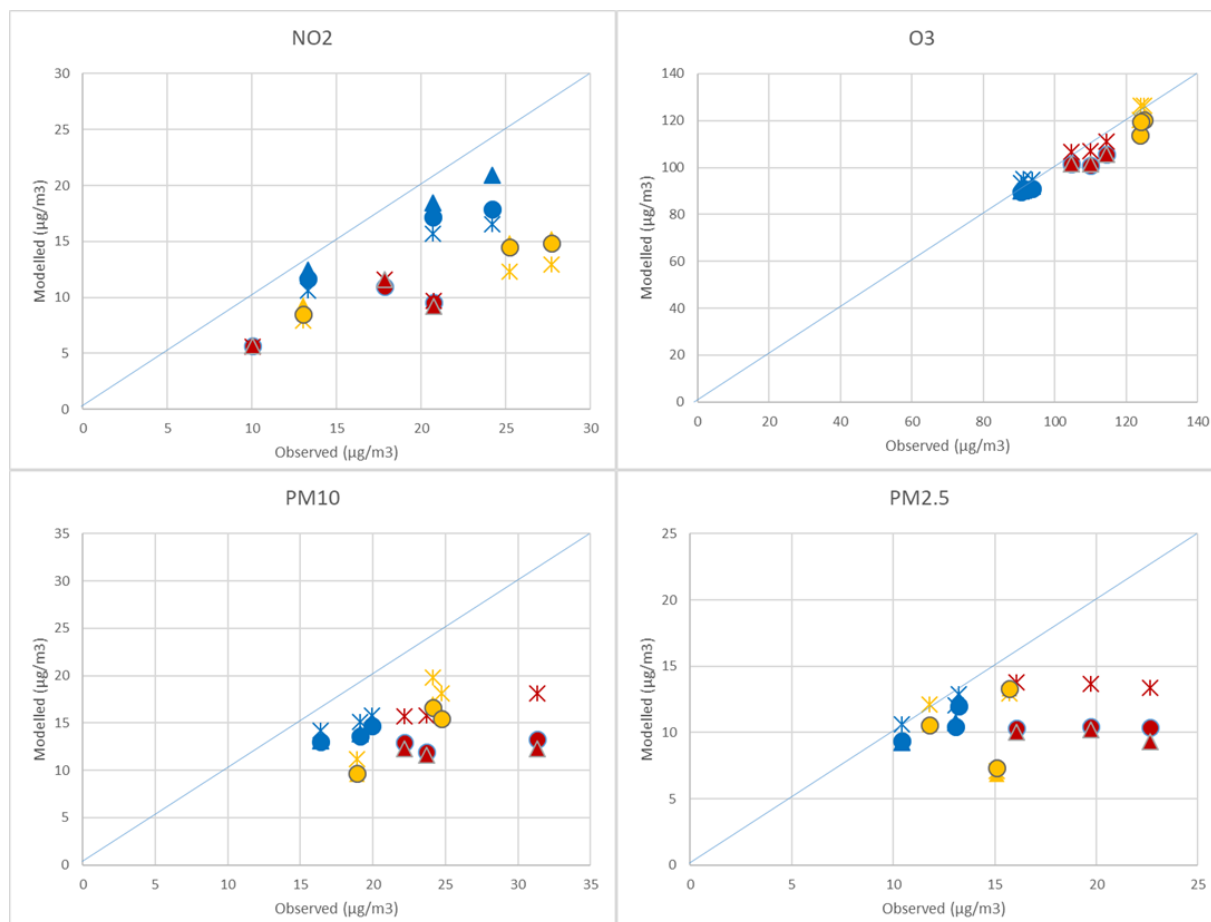 NO2
30
25
20
15
10
5
0
Modelled (µg/m3)
0 5 10 15 20 25 30
Observed (µg/m3)
O3
140
120
100
80
60
40
20
0
Modelled (µg/m3)
0 20 40 60 80 100 120 140
Observed (µg/m3)
PM10
35
30
25
20
15
10
5
0
Modelled (µg/m3)
0 5 10 15 20 25 30 35
Observed (µg/m3)
PM2.5
25
20
15
10
5
0
Modelled (µg/m3)
0 5 10 15 20 25
Observed (µg/m3)